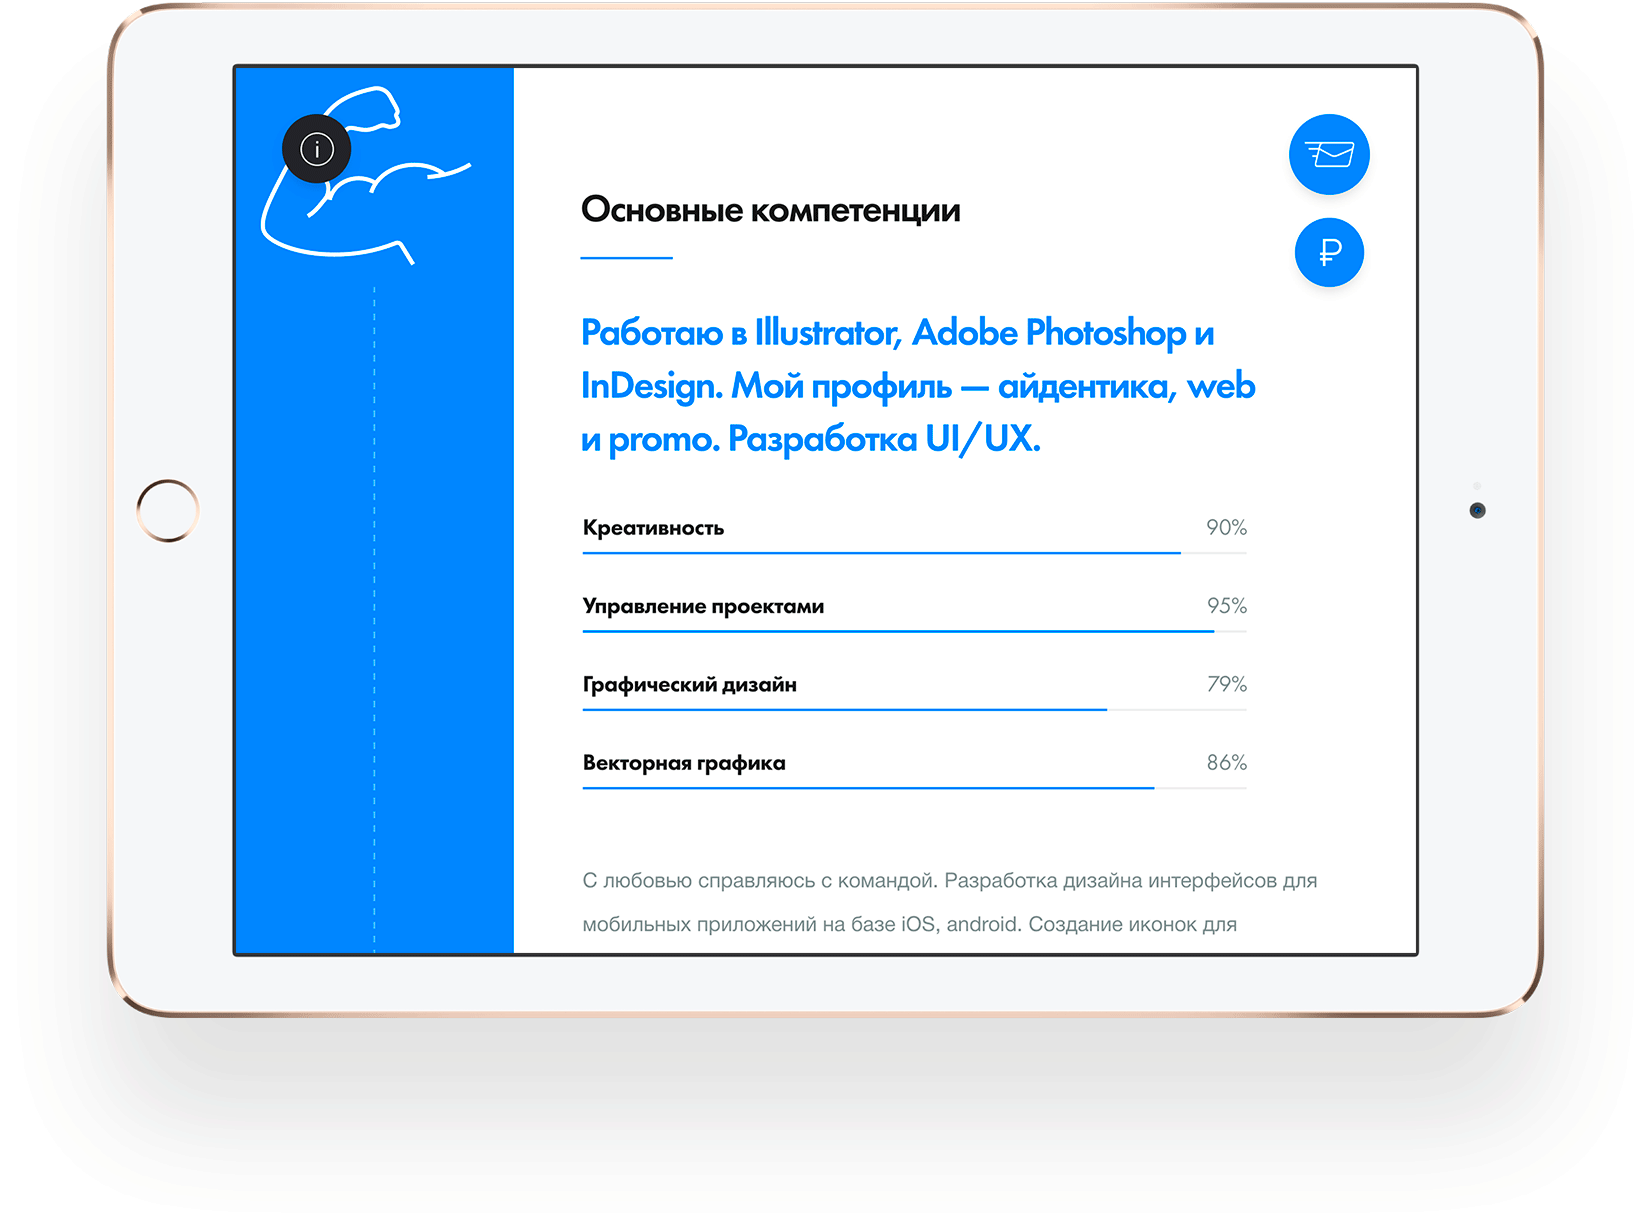 Основные компетенции
Работаю в Illustrator, Adobe Photoshop и
InDesign. Мой профиль — айдентика, web
и promo. Разработка UI/UX.
Креативность 90%
Управление проектами 95%
Графический дизайн 79%
Векторная графика 86%
С любовью справляюсь с командой. Разработка дизайна интерфейсов для
мобильных приложений на базе iOS, android. Создание иконок для